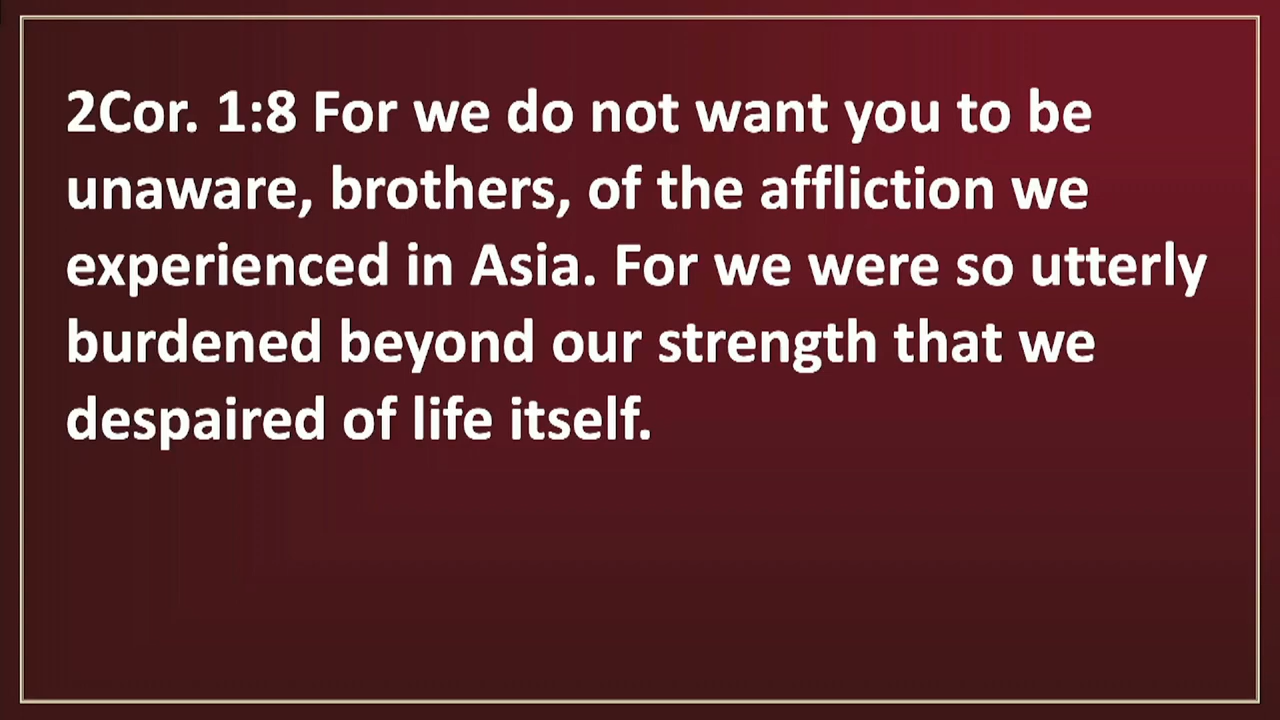 2Cor. 1:8 For we do not want you to be
unaware, brothers, of the affliction we
experienced in Asia. For we were so utterly
burdened beyond our strength that we
despaired of life itself.